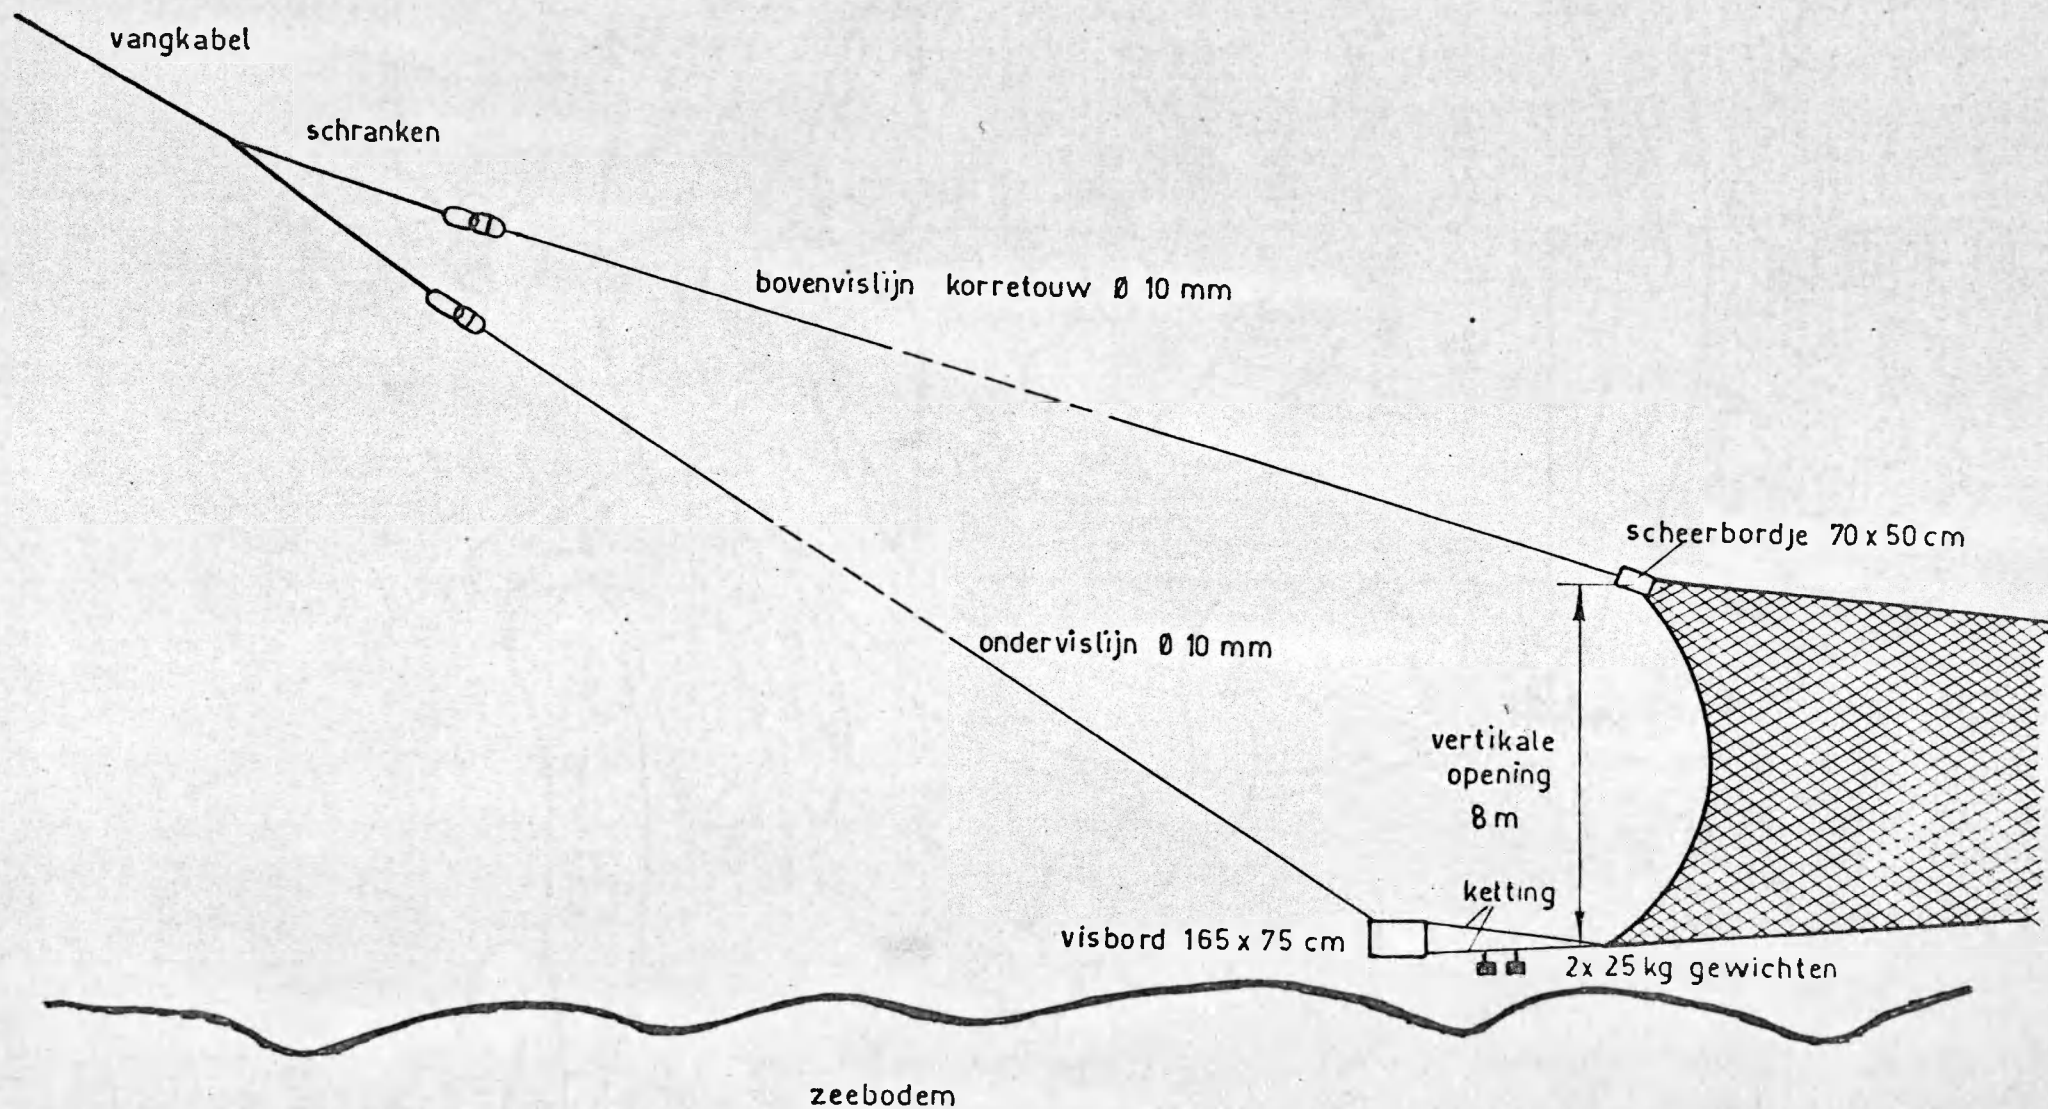 vangkabel
schranken
bovenvislijn korretouw Ø 10 mm
scheerbordje 70 x 50 cm
ondervislijn Ø 10 mm
vertikale
opening
8 m
ketting
visbord 165 x 75 cm
2x 25 kg gewichten
zeebodem